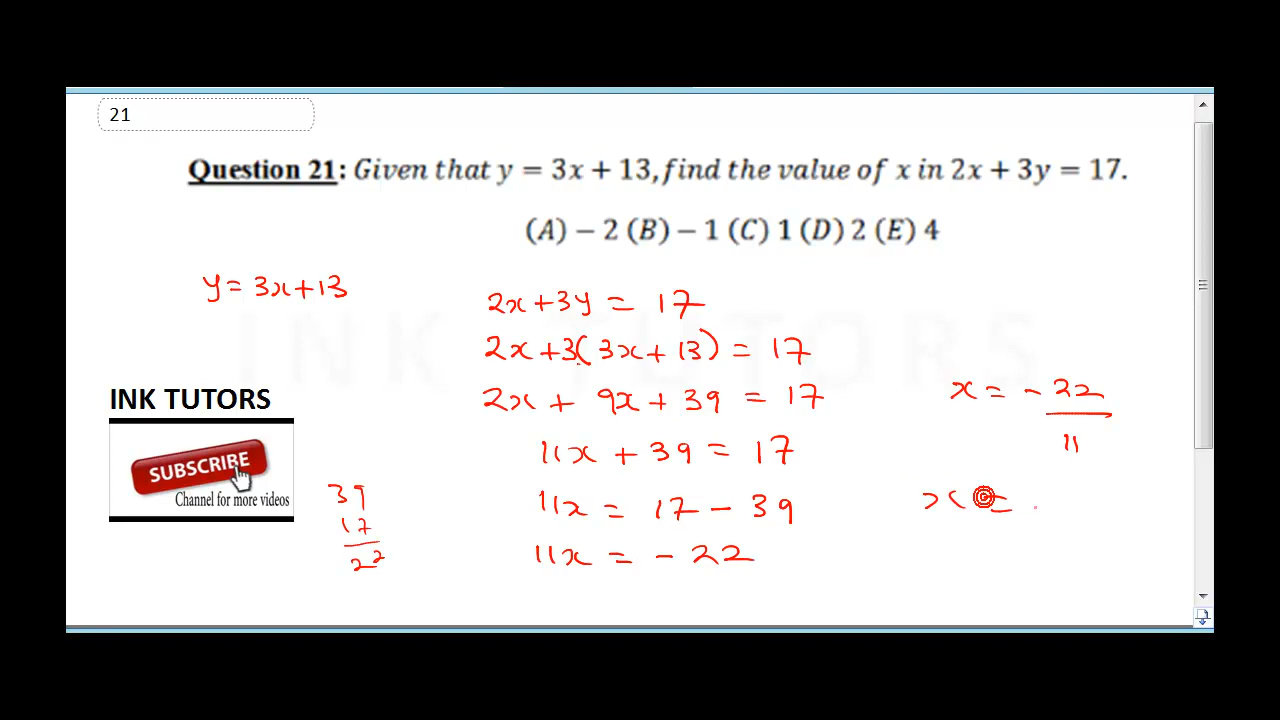 21
Question 21: Given that y = 3x + 13, find the value of x in 2x + 3y = 17.
(A) − 2 (B) − 1 (C) 1 (D) 2 (E) 4
y = 3x+13
2x+3y = 17
2x +3(3x+13) = 17
2x + 9x + 39 = 17
11x + 39 = 17
11x = 17 - 39
11x = - 22
39
17
22
x = - 22
11
x =
INK TUTORS
INK TUTORS
SUBSCRIBE
Channel for more videos